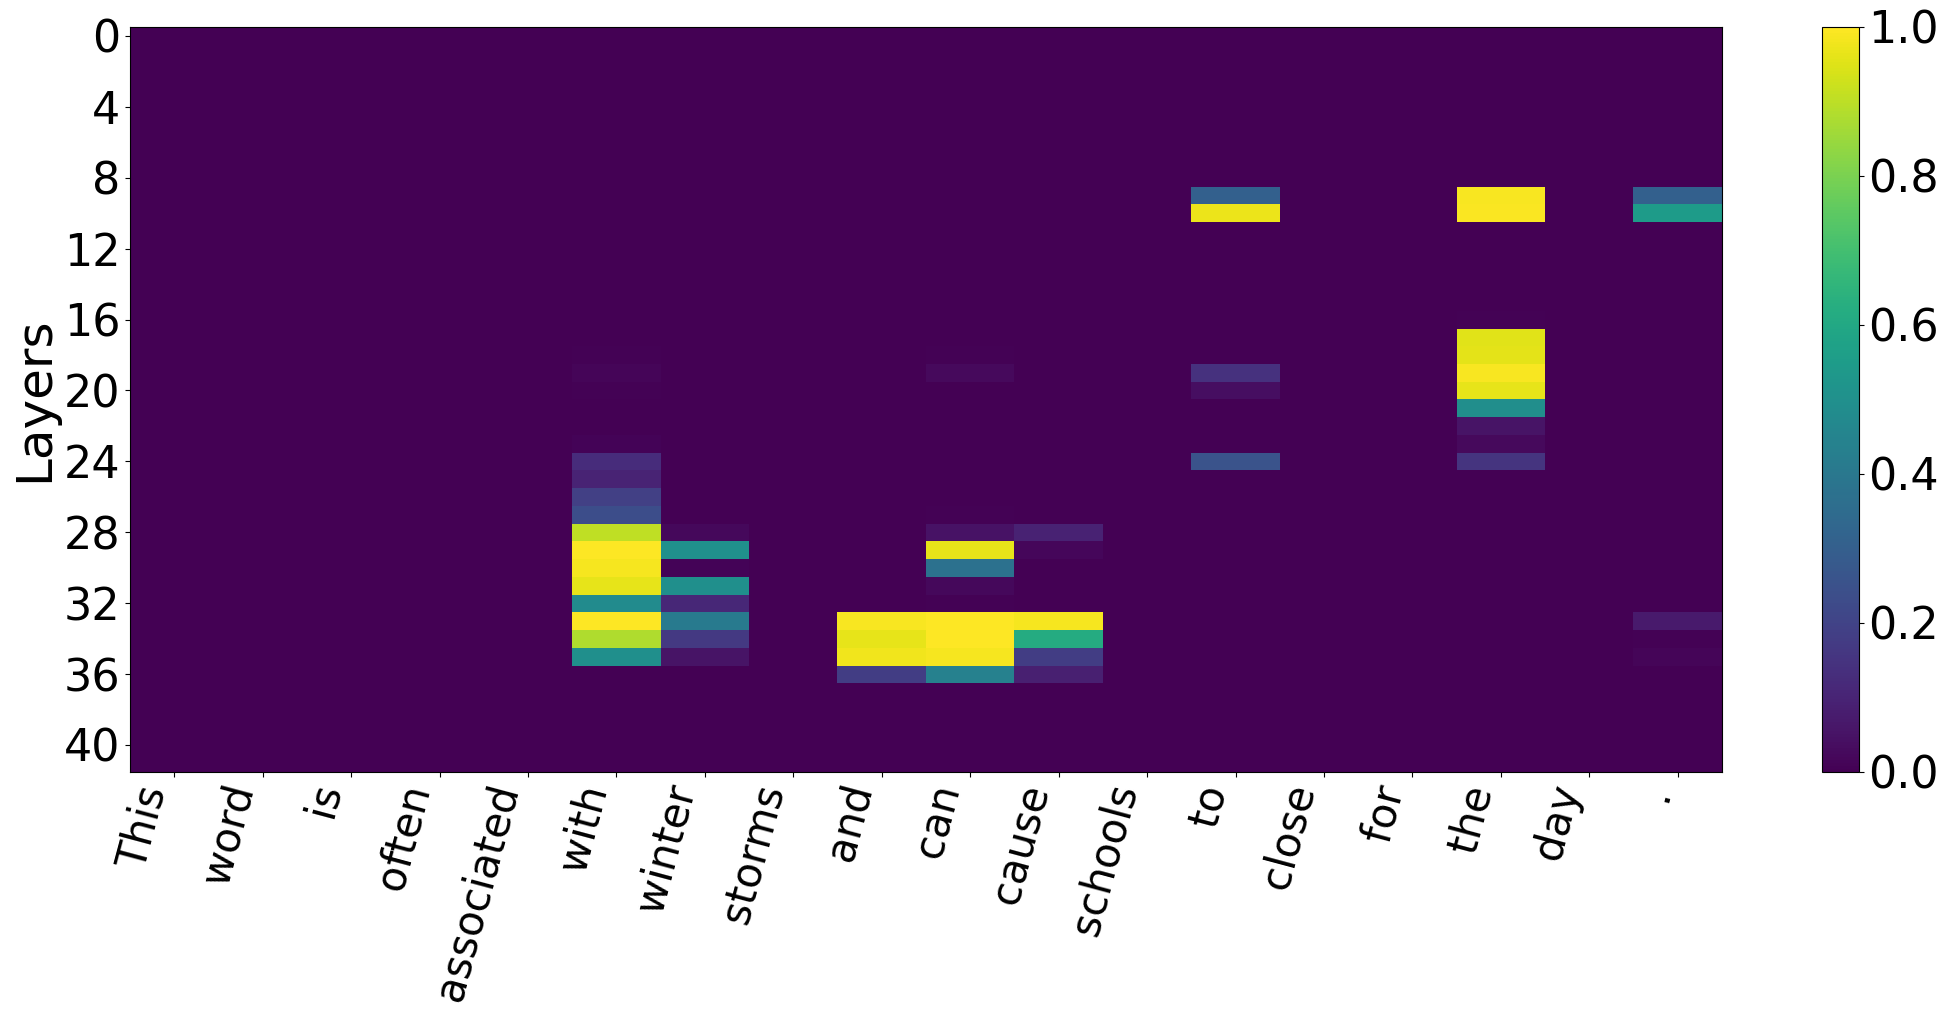 Layers
0
4
8
12
16
20
24
28
32
36
40
This
word
is
often
associated
with
winter
storms
and
can
cause
schools
to
close
for
the
day
.
1.0
0.8
0.6
0.4
0.2
0.0